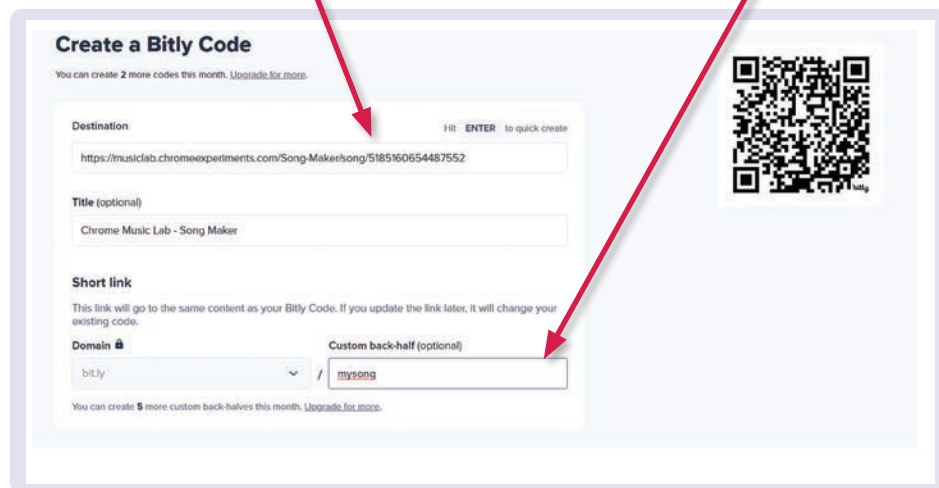 Create a Bitly Code
You can create 2 more codes this month. Upgrade for more.
Destination
Hit ENTER to quick create
https://musiclab.chromeexperiments.com/Song-Maker/song/5185160654487552
Title (optional)
Chrome Music Lab - Song Maker
Short link
This link will go to the same content as your Bitly Code. If you update the link later, it will change your
existing code.
Domain
Custom back-half (optional)
bit.ly
/
mysong
You can create 5 more custom back-halves this month. Upgrade for more.
bitly